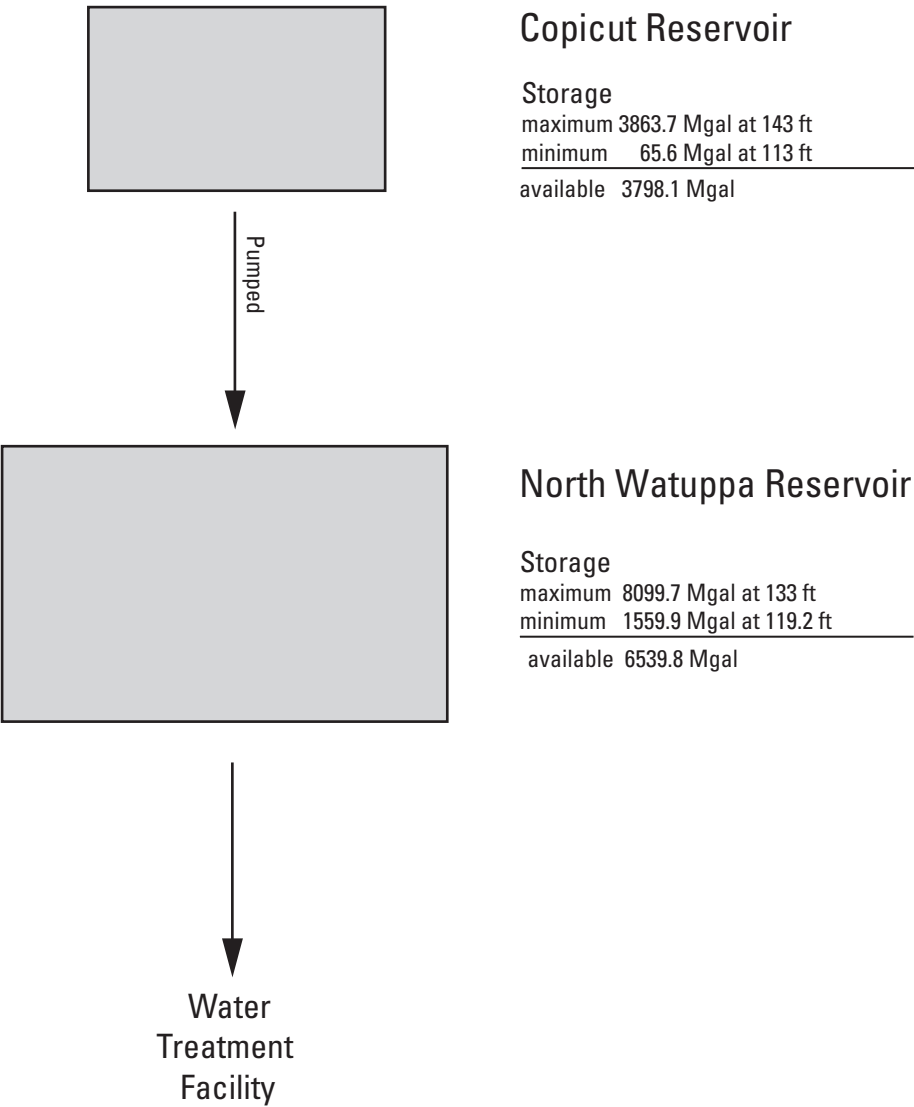 Copicut Reservoir
Storage
maximum 3863.7 Mgal at 143 ft
minimum 65.6 Mgal at 113 ft
available 3798.1 Mgal
Pumped
North Watuppa Reservoir
Storage
maximum 8099.7 Mgal at 133 ft
minimum 1559.9 Mgal at 119.2 ft
available 6539.8 Mgal
Water
Treatment
Facility